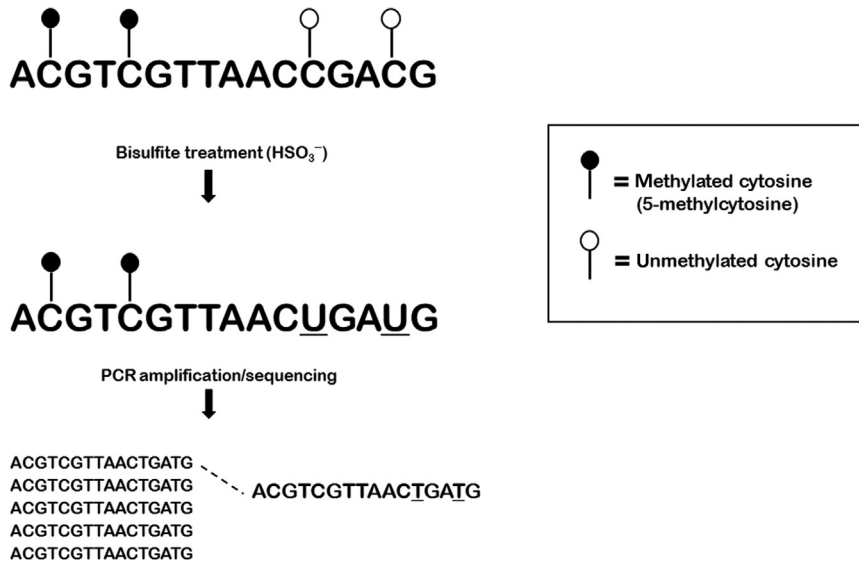 ACGTCGTTAACCGACG
Bisulfite treatment (HSO₃⁻)
ACGTCGTTAACUGAUG
PCR amplification/sequencing
ACGTCGTTAACTGATG
ACGTCGTTAACTGATG
ACGTCGTTAACTGATG
ACGTCGTTAACTGATG
ACGTCGTTAACTGATG
ACGTCGTTAACTGATG
= Methylated cytosine
(5-methylcytosine)
= Unmethylated cytosine